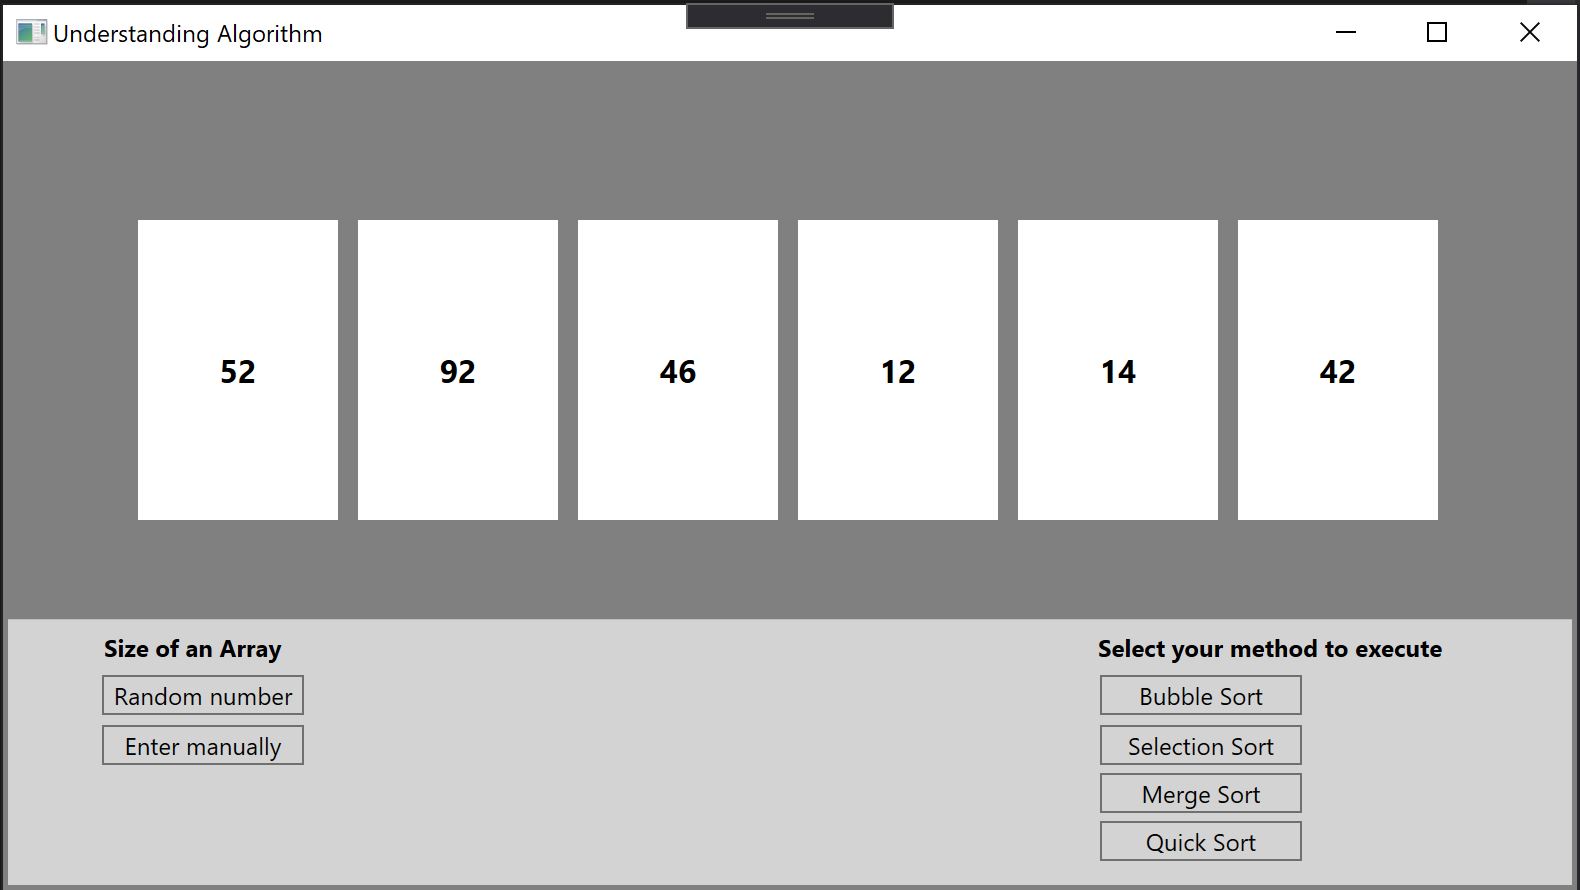 Understanding Algorithm
52 92 46 12 14 42
Size of an Array
Random number
Enter manually
Select your method to execute
Bubble Sort
Selection Sort
Merge Sort
Quick Sort